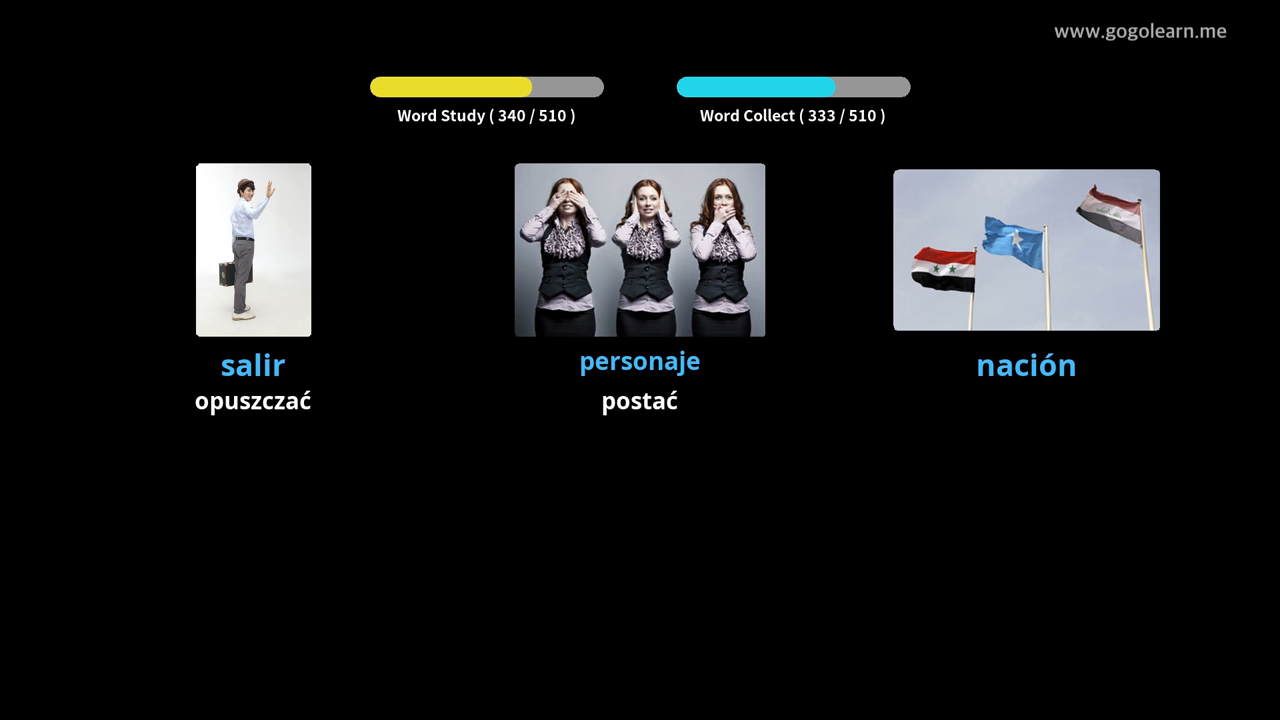 www.gogolearn.me
Word Study ( 340 / 510 )
Word Collect ( 333 / 510 )
salir
opuszczać
personaje
postać
nación